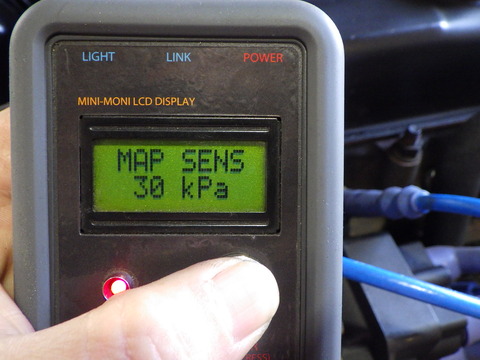 LIGHT LINK POWER
MINI-MONI LCD DISPLAY
MAP SENS
30 kPa